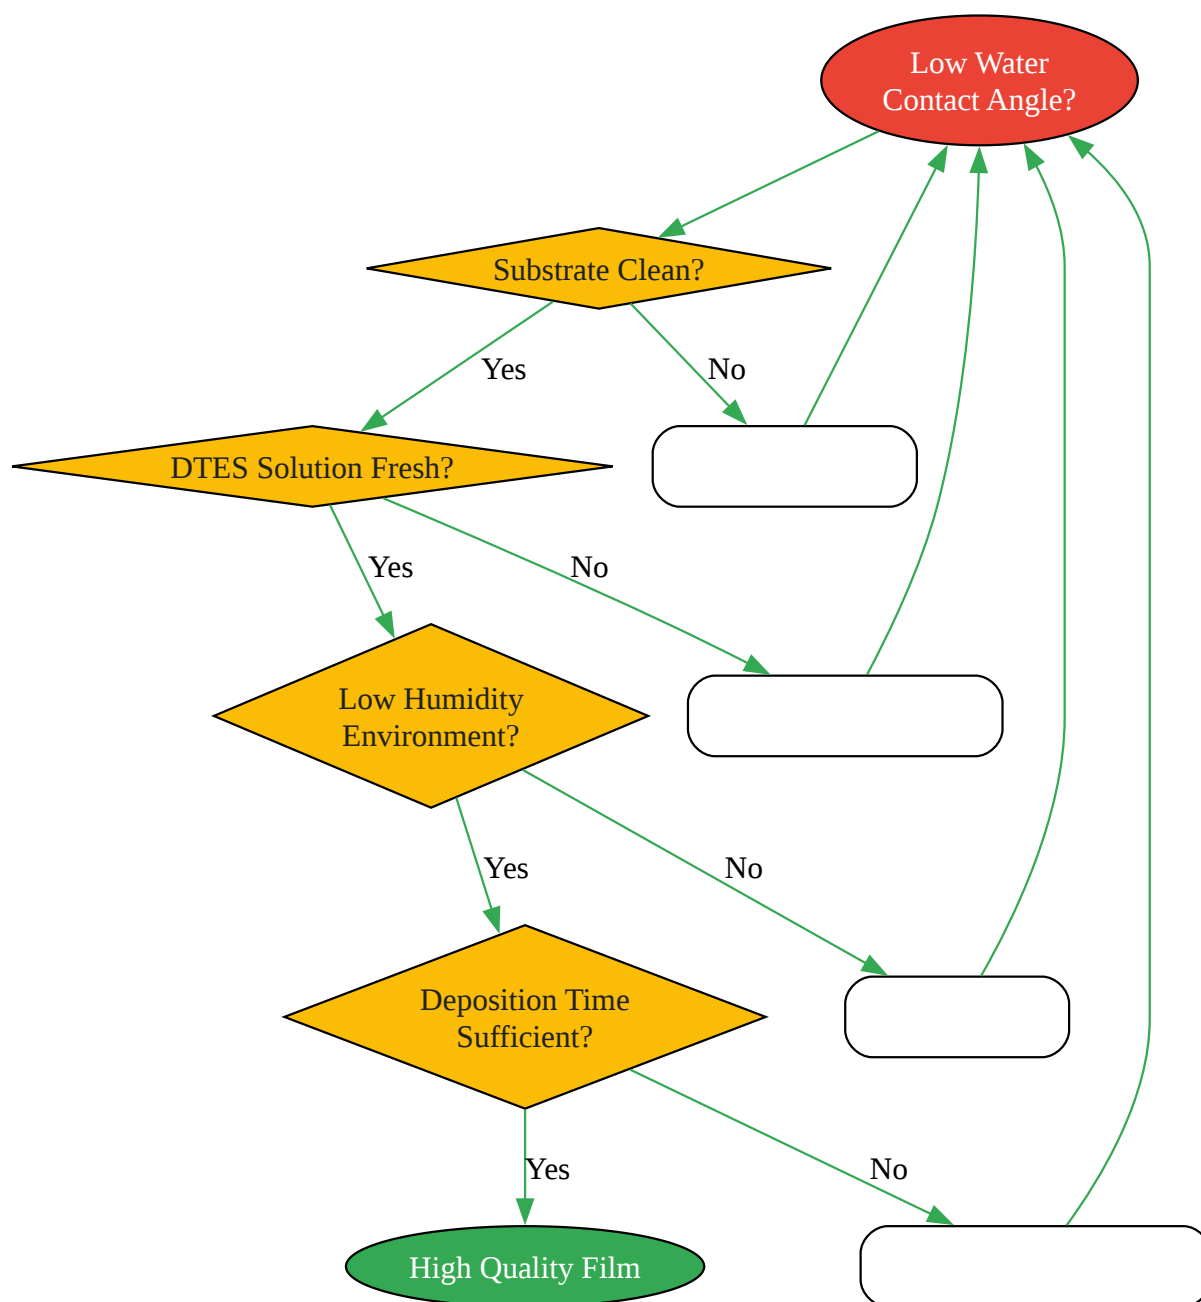 Low Water
Contact Angle?
Substrate Clean?
Yes
No
DTES Solution Fresh?
Yes
No
Low Humidity
Environment?
Yes
No
Deposition Time
Sufficient?
Yes
No
High Quality Film